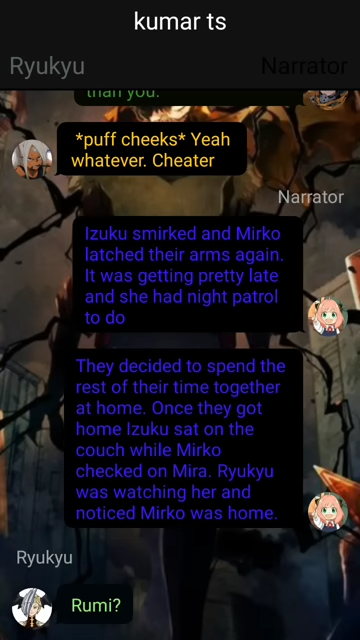 kumar ts
Ryukyu
Narrator
than you.
*puff cheeks* Yeah
whatever. Cheater
Narrator
Izuku smirked and Mirko
latched their arms again.
It was getting pretty late
and she had night patrol
to do
They decided to spend the
rest of their time together
at home. Once they got
home Izuku sat on the
couch while Mirko
checked on Mira. Ryukyu
was watching her and
noticed Mirko was home.
Ryukyu
Rumi?